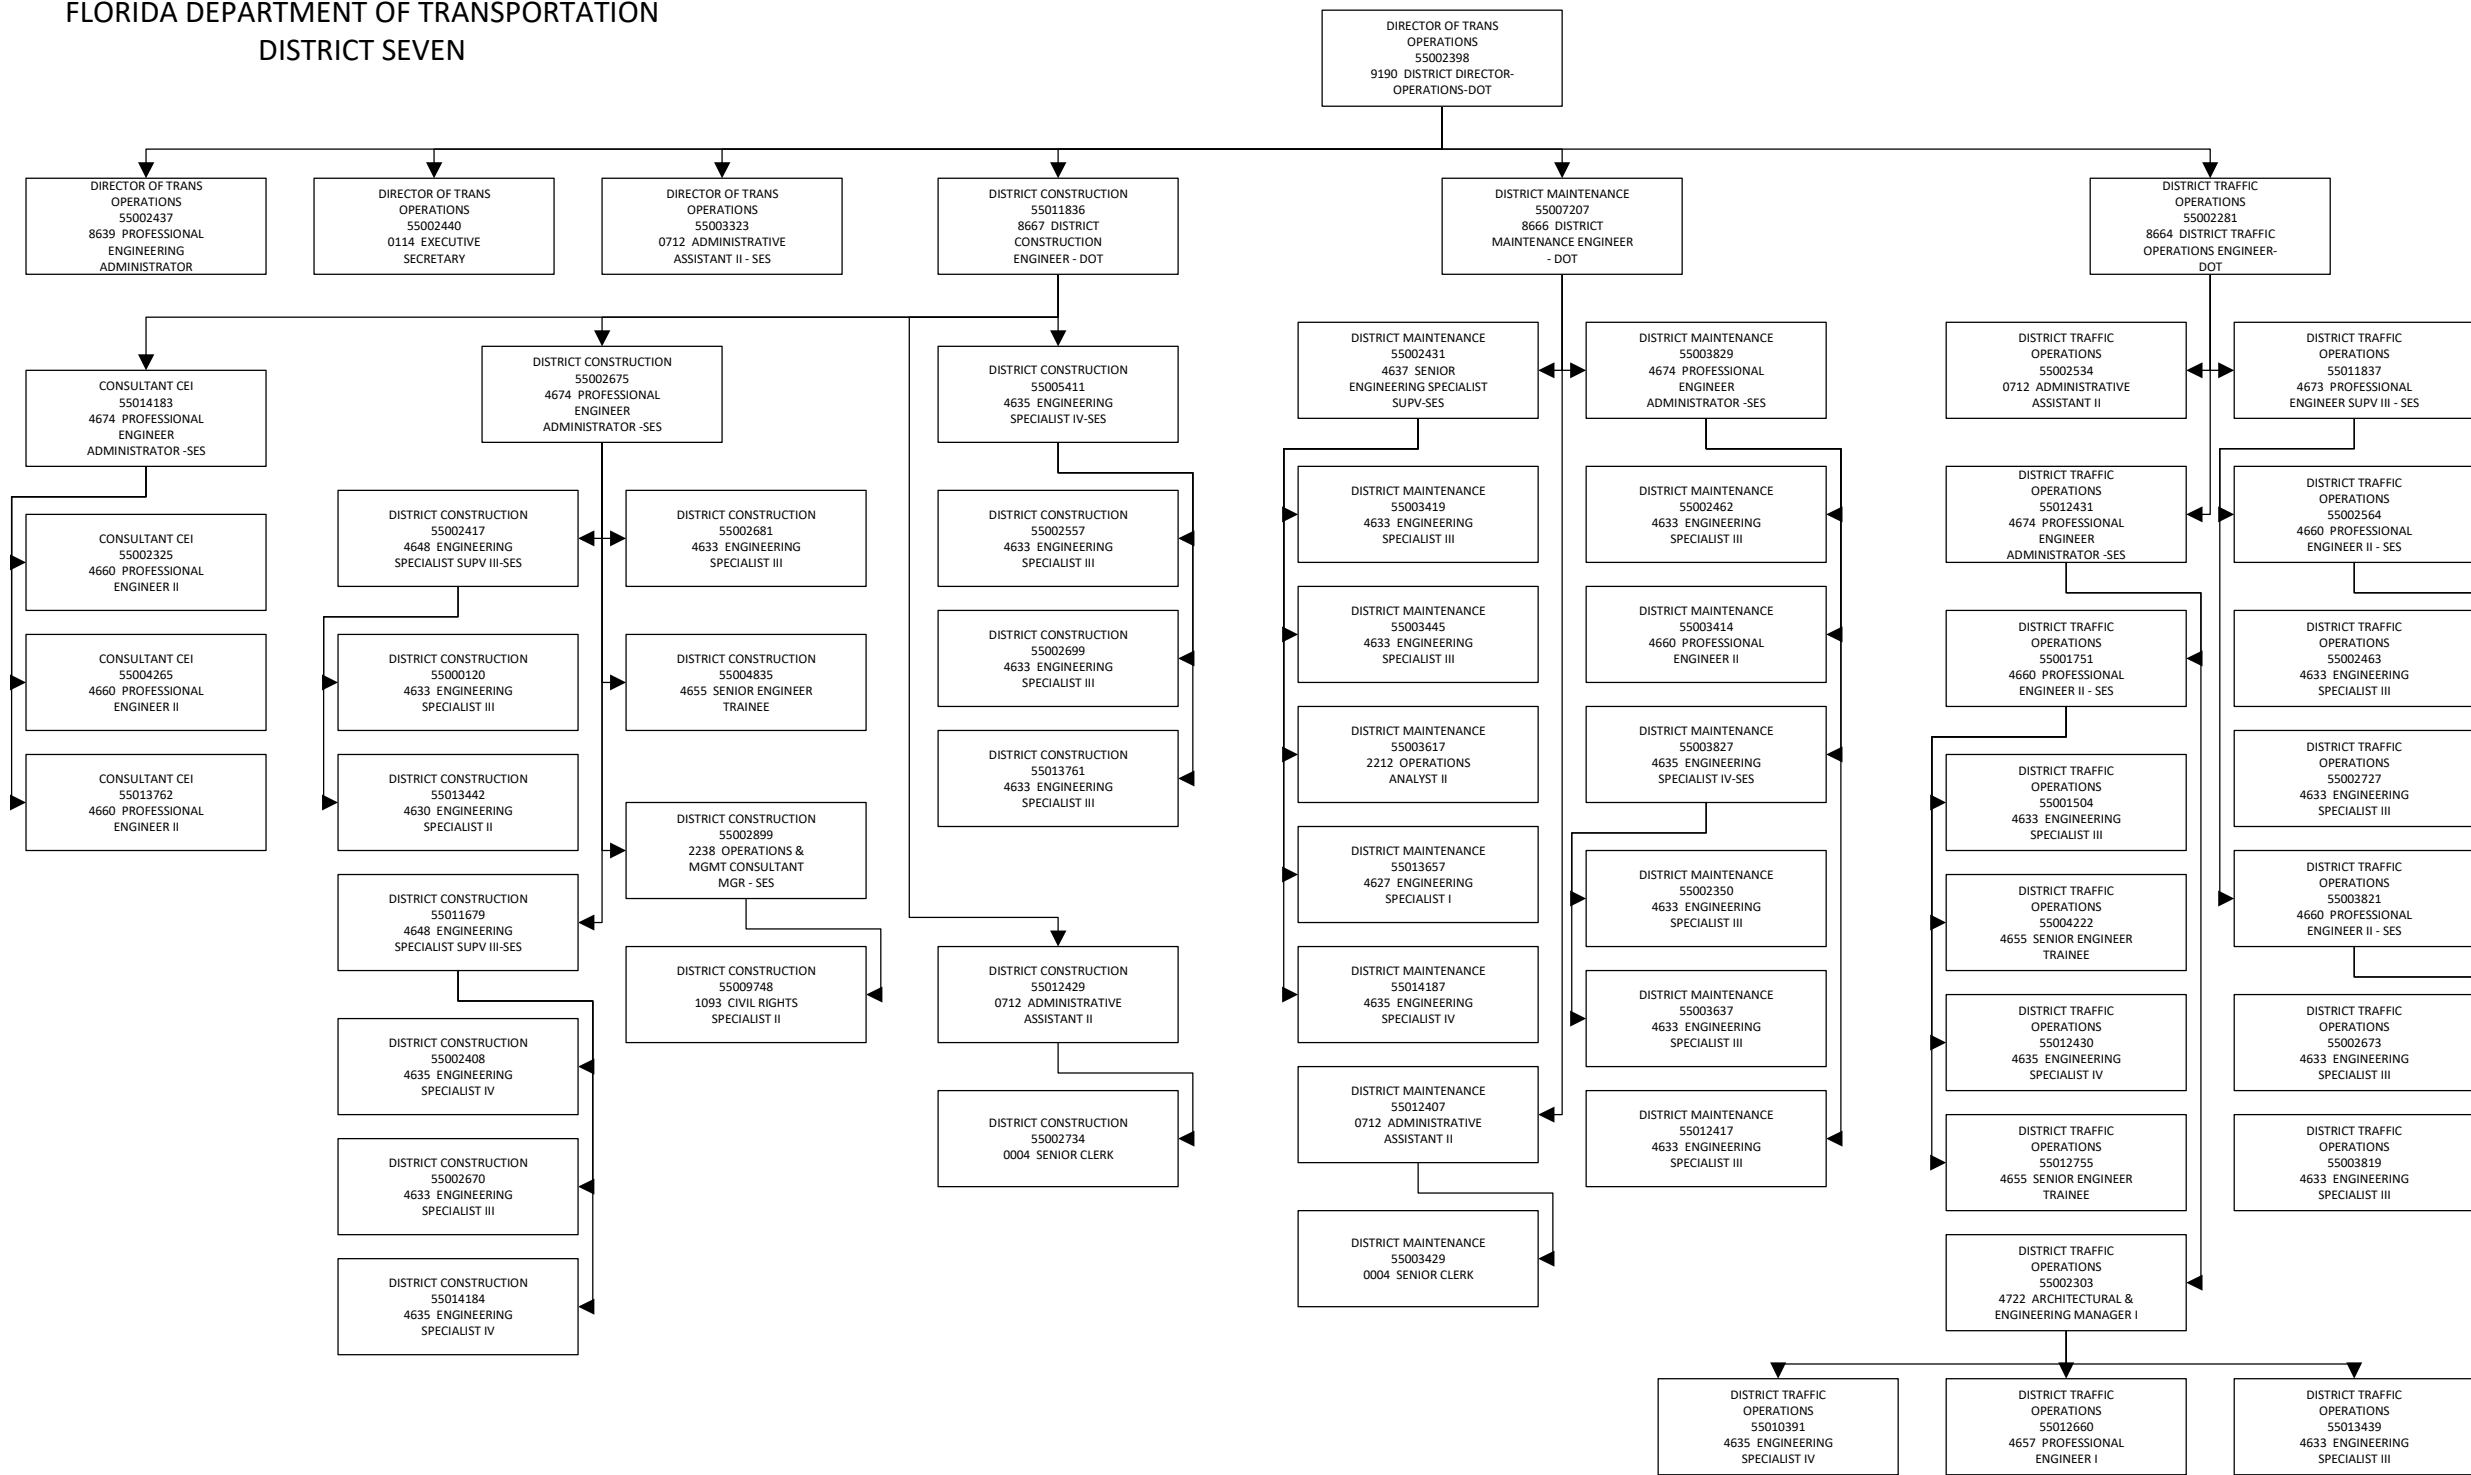 FLORIDA DEPARTMENT OF TRANSPORTATION
DISTRICT SEVEN
DIRECTOR OF TRANS
OPERATIONS
55002398
9190 DISTRICT DIRECTOR-
OPERATIONS-DOT
DIRECTOR OF TRANS
OPERATIONS
55002437
8639 PROFESSIONAL
ENGINEERING
ADMINISTRATOR
DIRECTOR OF TRANS
OPERATIONS
55002440
0114 EXECUTIVE
SECRETARY
DIRECTOR OF TRANS
OPERATIONS
55003323
0712 ADMINISTRATIVE
ASSISTANT II - SES
DISTRICT CONSTRUCTION
55011836
8667 DISTRICT
CONSTRUCTION
ENGINEER - DOT
DISTRICT MAINTENANCE
55007207
8666 DISTRICT
MAINTENANCE ENGINEER
- DOT
DISTRICT TRAFFIC
OPERATIONS
55002281
8664 DISTRICT TRAFFIC
OPERATIONS ENGINEER-
DOT
CONSULTANT CEI
55014183
4674 PROFESSIONAL
ENGINEER
ADMINISTRATOR -SES
CONSULTANT CEI
55002325
4660 PROFESSIONAL
ENGINEER II
CONSULTANT CEI
55004265
4660 PROFESSIONAL
ENGINEER II
CONSULTANT CEI
55013762
4660 PROFESSIONAL
ENGINEER II
DISTRICT CONSTRUCTION
55002675
4674 PROFESSIONAL
ENGINEER
ADMINISTRATOR -SES
DISTRICT CONSTRUCTION
55002417
4648 ENGINEERING
SPECIALIST SUPV III-SES
DISTRICT CONSTRUCTION
55000120
4633 ENGINEERING
SPECIALIST III
DISTRICT CONSTRUCTION
55013442
4630 ENGINEERING
SPECIALIST II
DISTRICT CONSTRUCTION
55011679
4648 ENGINEERING
SPECIALIST SUPV III-SES
DISTRICT CONSTRUCTION
55002408
4635 ENGINEERING
SPECIALIST IV
DISTRICT CONSTRUCTION
55002670
4633 ENGINEERING
SPECIALIST III
DISTRICT CONSTRUCTION
55014184
4635 ENGINEERING
SPECIALIST IV
DISTRICT CONSTRUCTION
55002681
4633 ENGINEERING
SPECIALIST III
DISTRICT CONSTRUCTION
55004835
4655 SENIOR ENGINEER
TRAINEE
DISTRICT CONSTRUCTION
55002899
2238 OPERATIONS &
MGMT CONSULTANT
MGR - SES
DISTRICT CONSTRUCTION
55009748
1093 CIVIL RIGHTS
SPECIALIST II
DISTRICT CONSTRUCTION
55005411
4635 ENGINEERING
SPECIALIST IV-SES
DISTRICT CONSTRUCTION
55002557
4633 ENGINEERING
SPECIALIST III
DISTRICT CONSTRUCTION
55002699
4633 ENGINEERING
SPECIALIST III
DISTRICT CONSTRUCTION
55013761
4633 ENGINEERING
SPECIALIST III
DISTRICT CONSTRUCTION
55012429
0712 ADMINISTRATIVE
ASSISTANT II
DISTRICT CONSTRUCTION
55002734
0004 SENIOR CLERK
DISTRICT MAINTENANCE
55002431
4637 SENIOR
ENGINEERING SPECIALIST
SUPV-SES
DISTRICT MAINTENANCE
55003419
4633 ENGINEERING
SPECIALIST III
DISTRICT MAINTENANCE
55003445
4633 ENGINEERING
SPECIALIST III
DISTRICT MAINTENANCE
55003617
2212 OPERATIONS
ANALYST II
DISTRICT MAINTENANCE
55013657
4627 ENGINEERING
SPECIALIST I
DISTRICT MAINTENANCE
55014187
4635 ENGINEERING
SPECIALIST IV
DISTRICT MAINTENANCE
55012407
0712 ADMINISTRATIVE
ASSISTANT II
DISTRICT MAINTENANCE
55003429
0004 SENIOR CLERK
DISTRICT MAINTENANCE
55003829
4674 PROFESSIONAL
ENGINEER
ADMINISTRATOR -SES
DISTRICT MAINTENANCE
55002462
4633 ENGINEERING
SPECIALIST III
DISTRICT MAINTENANCE
55003414
4660 PROFESSIONAL
ENGINEER II
DISTRICT MAINTENANCE
55003827
4635 ENGINEERING
SPECIALIST IV-SES
DISTRICT MAINTENANCE
55002350
4633 ENGINEERING
SPECIALIST III
DISTRICT MAINTENANCE
55003637
4633 ENGINEERING
SPECIALIST III
DISTRICT MAINTENANCE
55012417
4633 ENGINEERING
SPECIALIST III
DISTRICT TRAFFIC
OPERATIONS
55002534
0712 ADMINISTRATIVE
ASSISTANT II
DISTRICT TRAFFIC
OPERATIONS
55012431
4674 PROFESSIONAL
ENGINEER
ADMINISTRATOR -SES
DISTRICT TRAFFIC
OPERATIONS
55001751
4660 PROFESSIONAL
ENGINEER II - SES
DISTRICT TRAFFIC
OPERATIONS
55001504
4633 ENGINEERING
SPECIALIST III
DISTRICT TRAFFIC
OPERATIONS
55004222
4655 SENIOR ENGINEER
TRAINEE
DISTRICT TRAFFIC
OPERATIONS
55012430
4635 ENGINEERING
SPECIALIST IV
DISTRICT TRAFFIC
OPERATIONS
55012755
4655 SENIOR ENGINEER
TRAINEE
DISTRICT TRAFFIC
OPERATIONS
55002303
4722 ARCHITECTURAL &
ENGINEERING MANAGER I
DISTRICT TRAFFIC
OPERATIONS
55011837
4673 PROFESSIONAL
ENGINEER SUPV III - SES
DISTRICT TRAFFIC
OPERATIONS
55002564
4660 PROFESSIONAL
ENGINEER II - SES
DISTRICT TRAFFIC
OPERATIONS
55002463
4633 ENGINEERING
SPECIALIST III
DISTRICT TRAFFIC
OPERATIONS
55002727
4633 ENGINEERING
SPECIALIST III
DISTRICT TRAFFIC
OPERATIONS
55003821
4660 PROFESSIONAL
ENGINEER II - SES
DISTRICT TRAFFIC
OPERATIONS
55002673
4633 ENGINEERING
SPECIALIST III
DISTRICT TRAFFIC
OPERATIONS
55003819
4633 ENGINEERING
SPECIALIST III
DISTRICT TRAFFIC
OPERATIONS
55010391
4635 ENGINEERING
SPECIALIST IV
DISTRICT TRAFFIC
OPERATIONS
55012660
4657 PROFESSIONAL
ENGINEER I
DISTRICT TRAFFIC
OPERATIONS
55013439
4633 ENGINEERING
SPECIALIST III